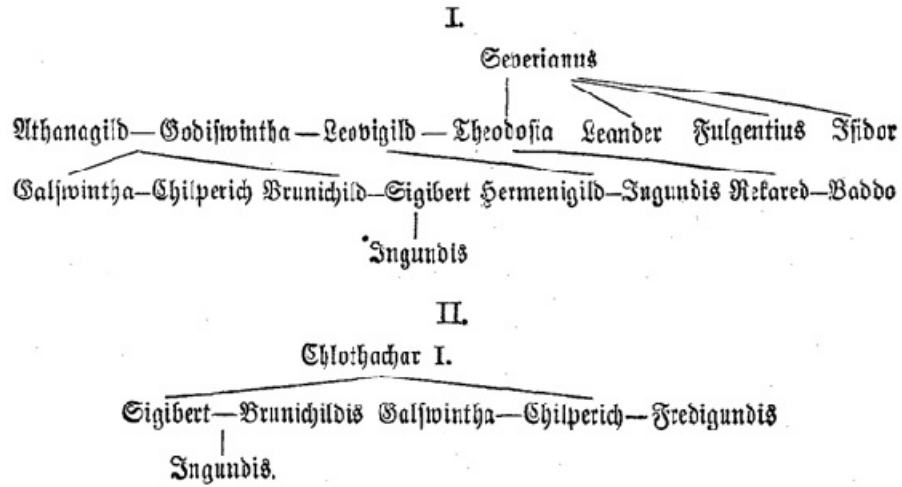 I.
Severianus
Athanagild—Godiſwintha—Leovigild—Theodoſia Leander Fulgentius Iſidor
Galſwintha—Chilperich Brunichild—Sigibert Hermenigild—Ingundis Rekared—Baddo
Ingundis
II.
Chlothachar I.
Sigibert—Brunichildis Galſwintha—Chilperich—Fredigundis
Ingundis.